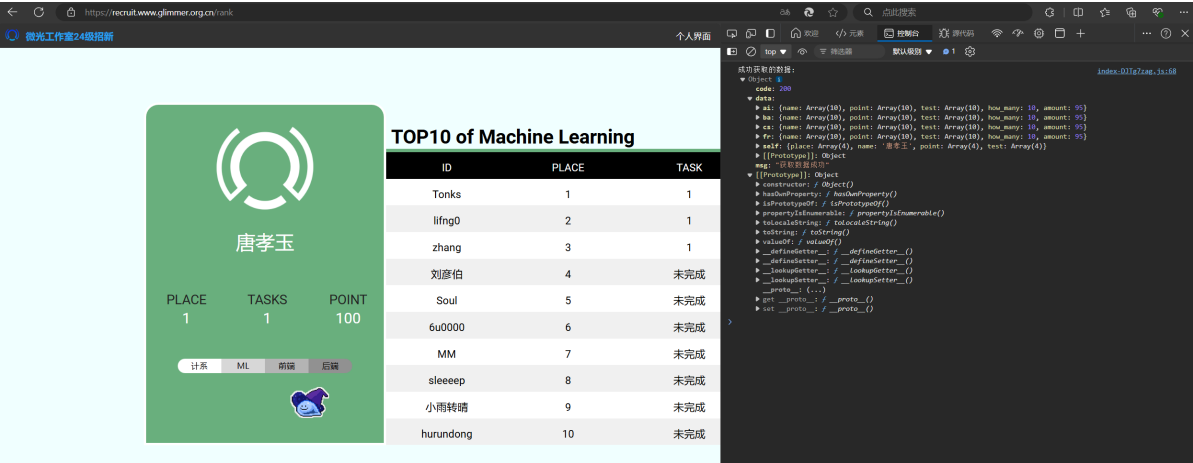 https://recruit.www.glimmer.org.cn/rank
点此搜索
微光工作室24级招新
个人界面
欢迎
</> 元素
控制台
源代码
top ▼
筛选器
默认级别 ▼
1
唐孝玉
PLACE TASKS POINT
1 1 100
计系 ML 前端 后端
TOP10 of Machine Learning
ID PLACE TASK
Tonks 1 1
lifng0 2 1
zhang 3 1
刘彦伯 4 未完成
Soul 5 未完成
6u0000 6 未完成
MM 7 未完成
sleeeep 8 未完成
小雨转晴 9 未完成
hurundong 10 未完成
成功获取的数据:
index-DJTg7zag.js:68
▼ Object i
code: 200
▼ data:
▶ ai: {name: Array(10), point: Array(10), test: Array(10), how_many: 10, amount: 95}
▶ ba: {name: Array(10), point: Array(10), test: Array(10), how_many: 10, amount: 95}
▶ cs: {name: Array(10), point: Array(10), test: Array(10), how_many: 10, amount: 95}
▶ fr: {name: Array(10), point: Array(10), test: Array(10), how_many: 10, amount: 95}
▶ self: {place: Array(4), name: '唐孝玉', point: Array(4), test: Array(4)}
▶ [[Prototype]]: Object
msg: "获取数据成功"
▼ [[Prototype]]: Object
▶ constructor: ƒ Object()
▶ hasOwnProperty: ƒ hasOwnProperty()
▶ isPrototypeOf: ƒ isPrototypeOf()
▶ propertyIsEnumerable: ƒ propertyIsEnumerable()
▶ toLocaleString: ƒ toLocaleString()
▶ toString: ƒ toString()
▶ valueOf: ƒ valueOf()
▶ __defineGetter__: ƒ __defineGetter__()
▶ __defineSetter__: ƒ __defineSetter__()
▶ __lookupGetter__: ƒ __lookupGetter__()
▶ __lookupSetter__: ƒ __lookupSetter__()
__proto__: (...)
▶ get __proto__: ƒ __proto__()
▶ set __proto__: ƒ __proto__()